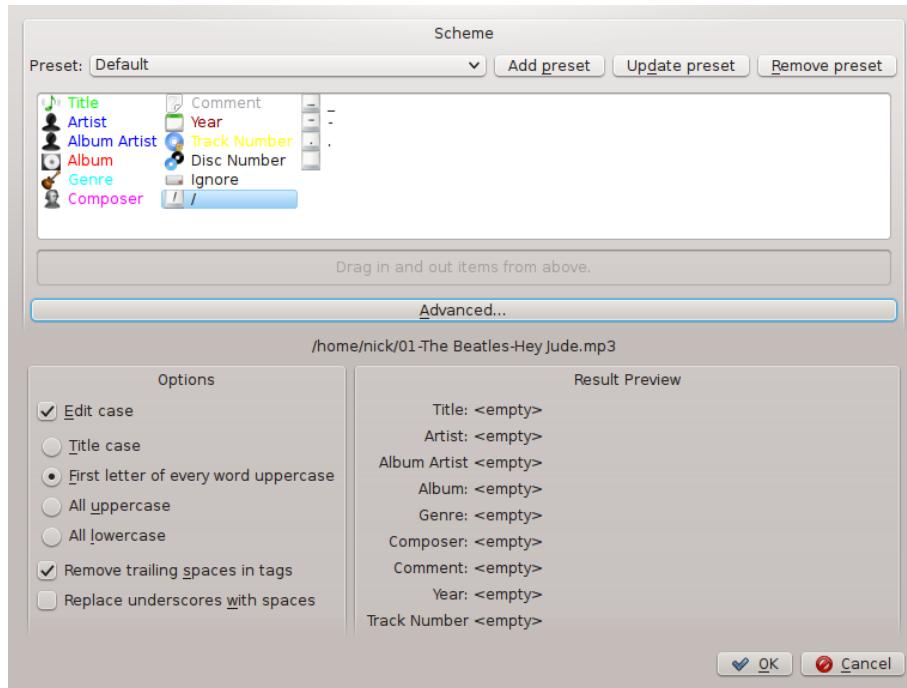 Scheme
Preset: Default Add preset Update preset Remove preset
Title Comment _ _
Artist Year - -
Album Artist Track Number . .
Album Disc Number
Genre Ignore
Composer / /
Drag in and out items from above.
Advanced...
/home/nick/01-The Beatles-Hey Jude.mp3
Options
Edit case
Title case
First letter of every word uppercase
All uppercase
All lowercase
Remove trailing spaces in tags
Replace underscores with spaces
Result Preview
Title: <empty>
Artist: <empty>
Album Artist <empty>
Album: <empty>
Genre: <empty>
Composer: <empty>
Comment: <empty>
Year: <empty>
Track Number <empty>
OK Cancel